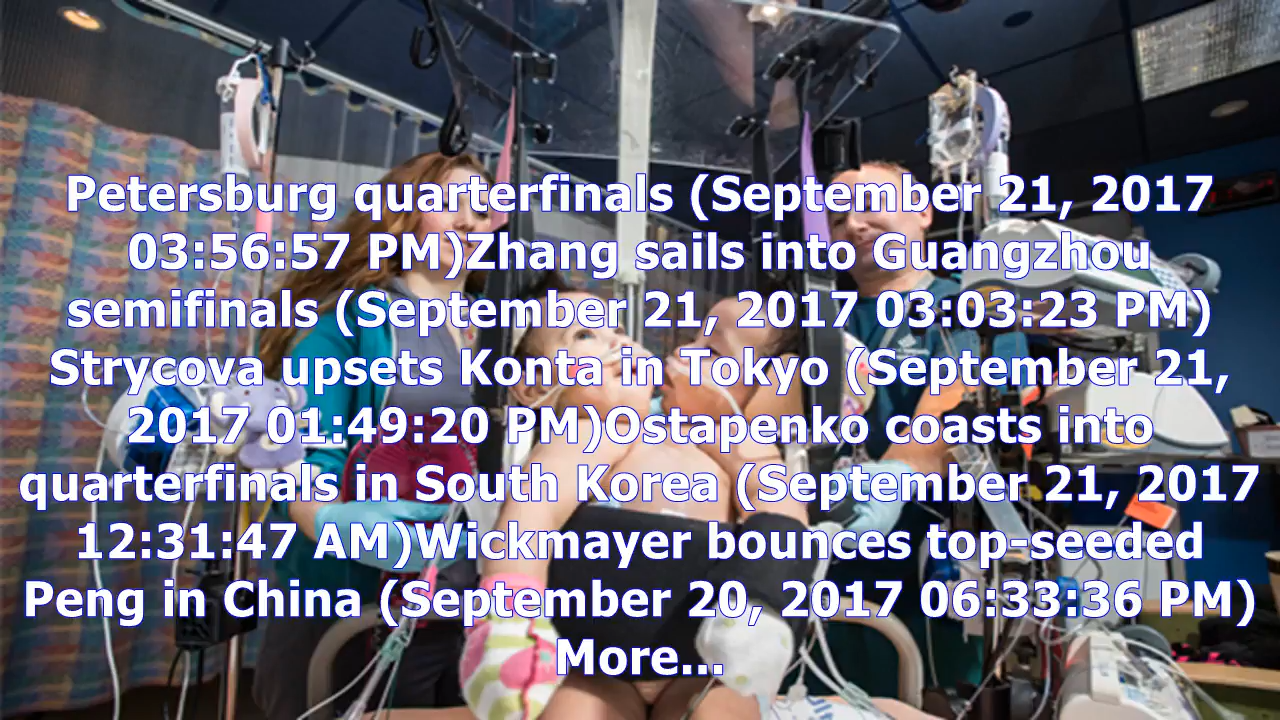 Petersburg quarterfinals (September 21, 2017
03:56:57 PM)Zhang sails into Guangzhou
semifinals (September 21, 2017 03:03:23 PM)
Strycova upsets Konta in Tokyo (September 21,
2017 01:49:20 PM)Ostapenko coasts into
quarterfinals in South Korea (September 21, 2017
12:31:47 AM)Wickmayer bounces top-seeded
Peng in China (September 20, 2017 06:33:36 PM)
More...